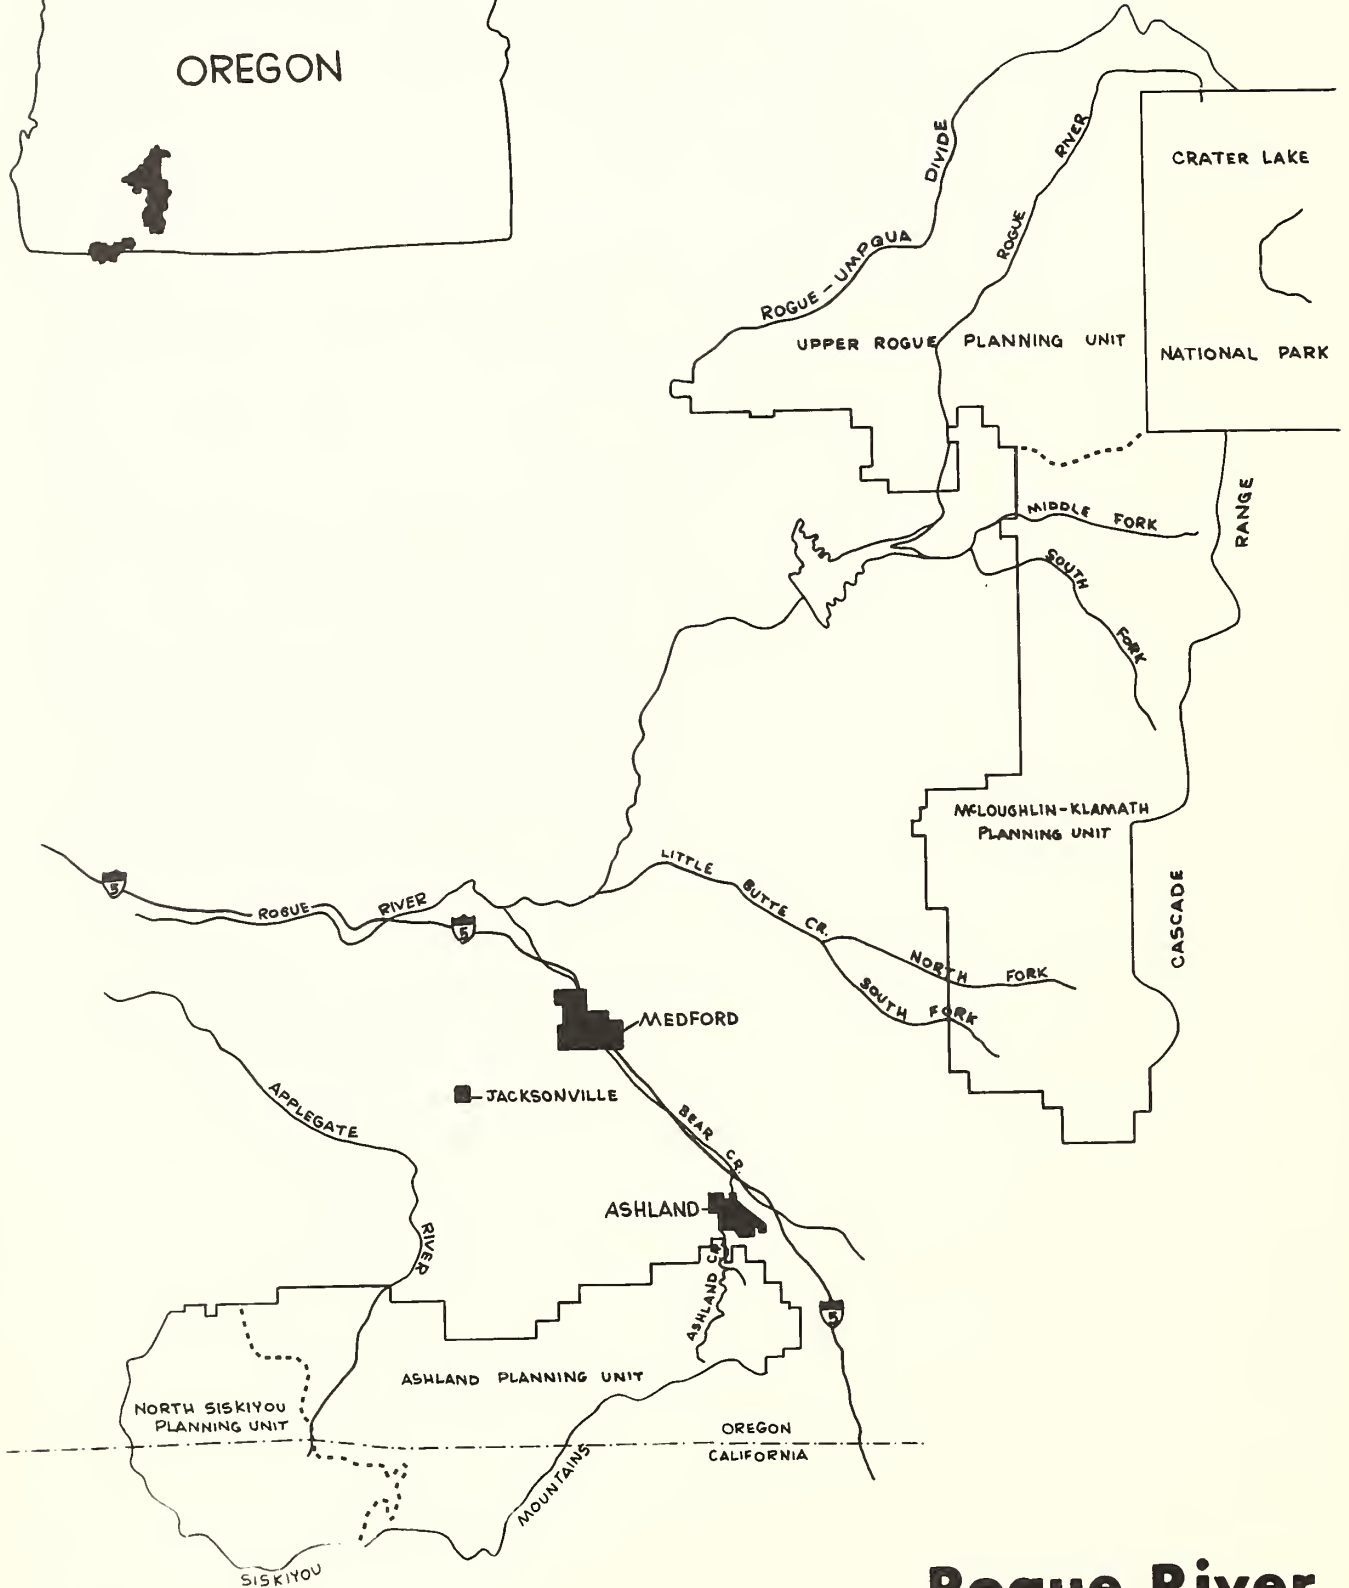 OREGON
ROGUE - UMPQUA DIVIDE
ROGUE RIVER
CRATER LAKE
NATIONAL PARK
UPPER ROGUE PLANNING UNIT
MIDDLE FORK
SOUTH FORK
RANGE
McLOUGHLIN-KLAMATH
PLANNING UNIT
CASCADE
LITTLE BUTTE CR.
NORTH FORK
SOUTH FORK
5
ROGUE RIVER
5
MEDFORD
JACKSONVILLE
APPLEGATE RIVER
BEAR CR.
ASHLAND
ASHLAND CR.
5
ASHLAND PLANNING UNIT
NORTH SISKIYOU
PLANNING UNIT
OREGON
CALIFORNIA
SISKIYOU MOUNTAINS
Rogue River